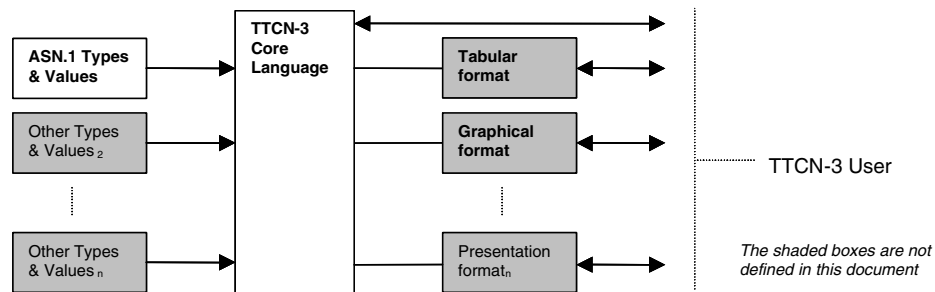 TTCN-3
Core
Language
ASN.1 Types
& Values
Tabular
format
Other Types
& Values 2
Graphical
format
TTCN-3 User
Other Types
& Values n
Presentation
formatn
The shaded boxes are not
defined in this document